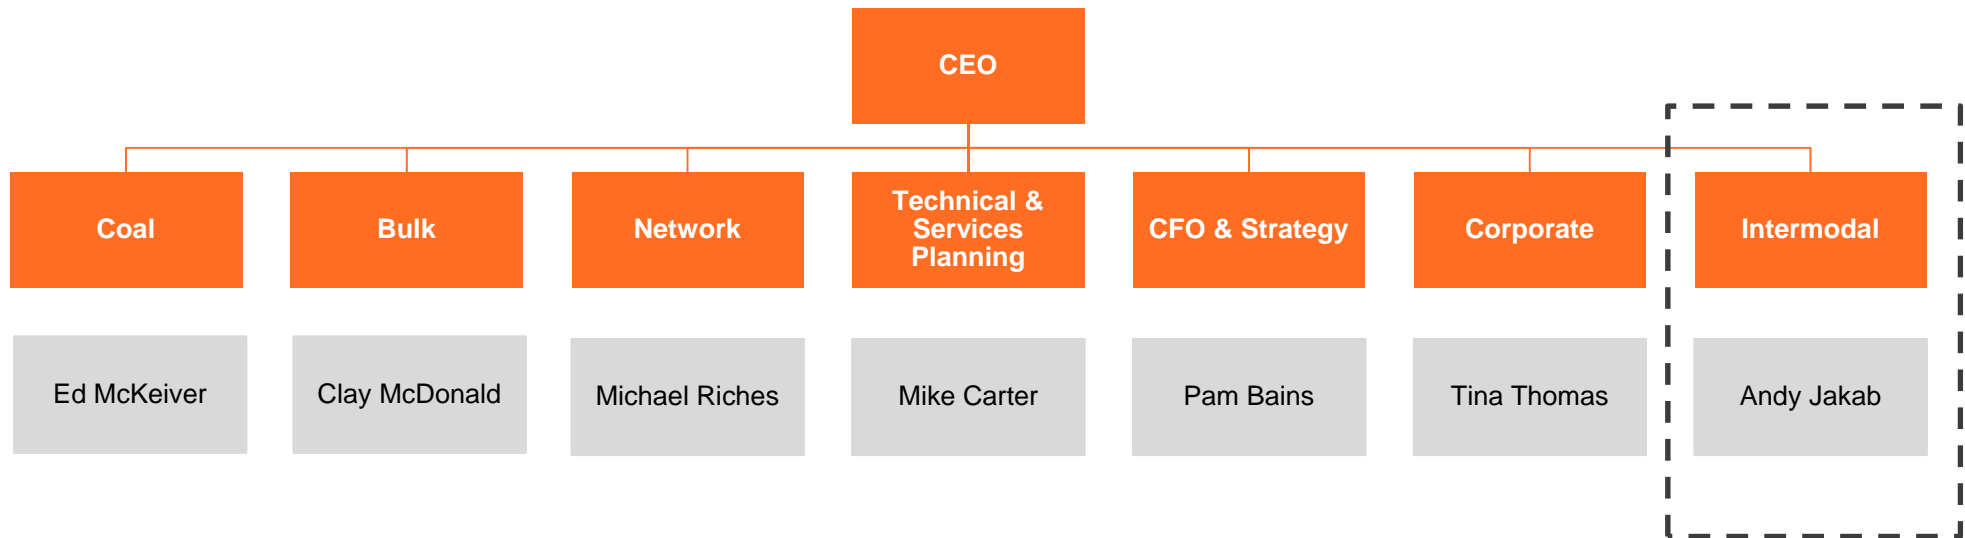 CEO
Coal
Bulk
Network
Technical &
Services
Planning
CFO & Strategy
Corporate
Intermodal
Ed McKeiver
Clay McDonald
Michael Riches
Mike Carter
Pam Bains
Tina Thomas
Andy Jakab